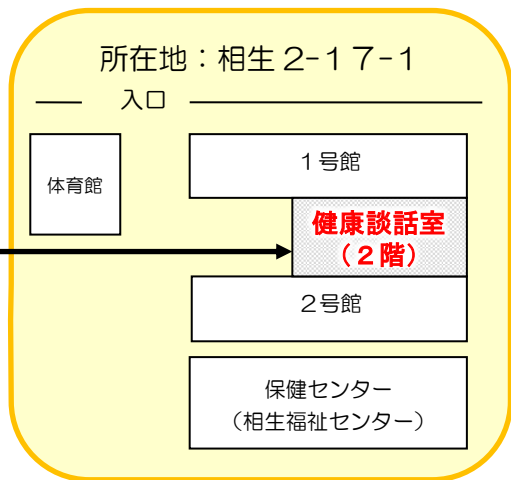 所在地：相生２-１７-１
入口
体育館
１号館
健康談話室
（２階）
２号館
保健センター
（相生福祉センター）